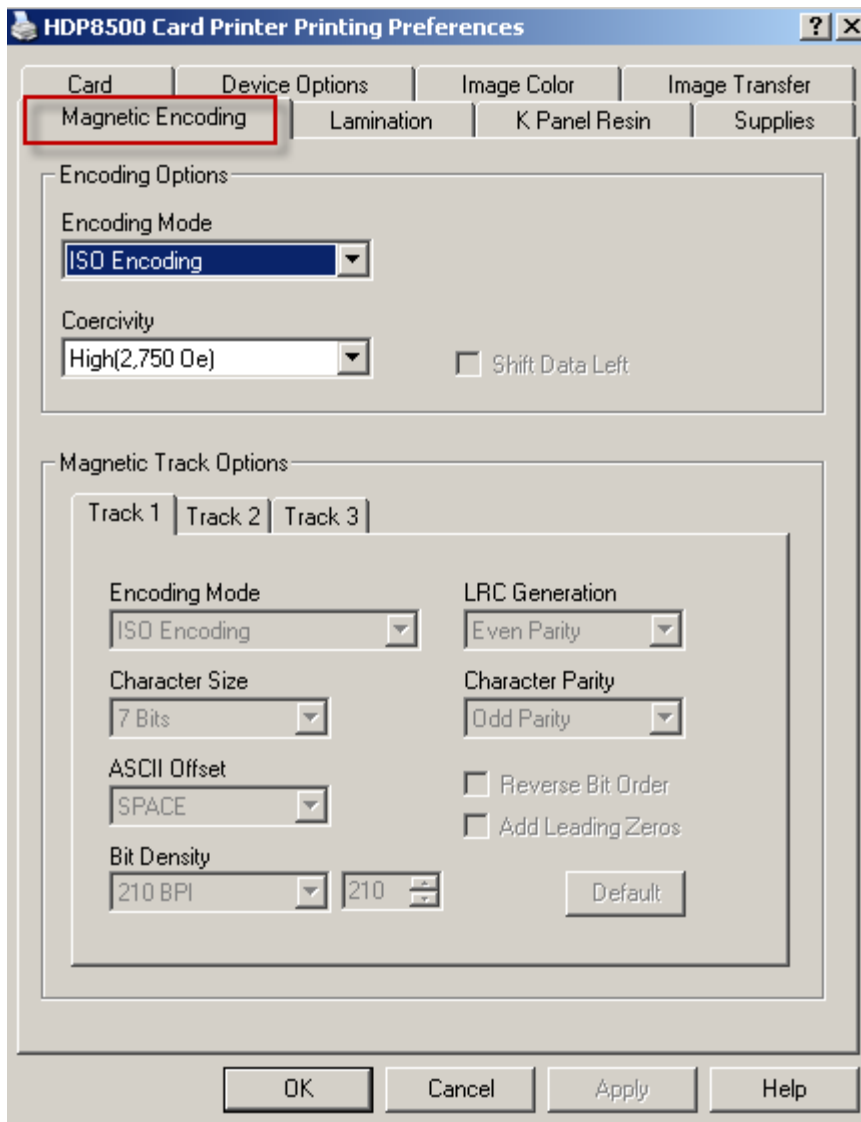 HDP8500 Card Printer Printing Preferences
Card Device Options Image Color Image Transfer
Magnetic Encoding Lamination K Panel Resin Supplies
Encoding Options
Encoding Mode
ISO Encoding
Coercivity
High(2,750 Oe) Shift Data Left
Magnetic Track Options
Track 1 Track 2 Track 3
Encoding Mode LRC Generation
ISO Encoding Even Parity
Character Size Character Parity
7 Bits Odd Parity
ASCII Offset
SPACE Reverse Bit Order
Add Leading Zeros
Bit Density
210 BPI 210 Default
OK Cancel Apply Help